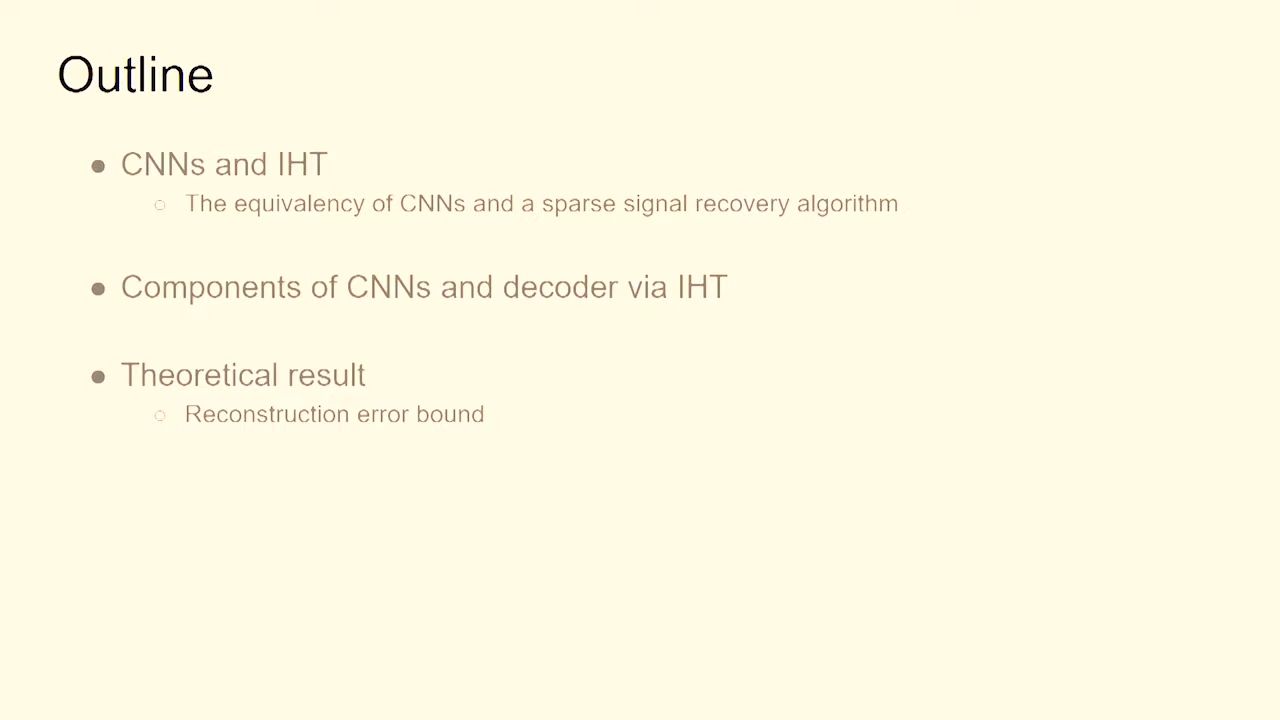 Outline
● CNNs and IHT
○ The equivalency of CNNs and a sparse signal recovery algorithm
● Components of CNNs and decoder via IHT
● Theoretical result
○ Reconstruction error bound